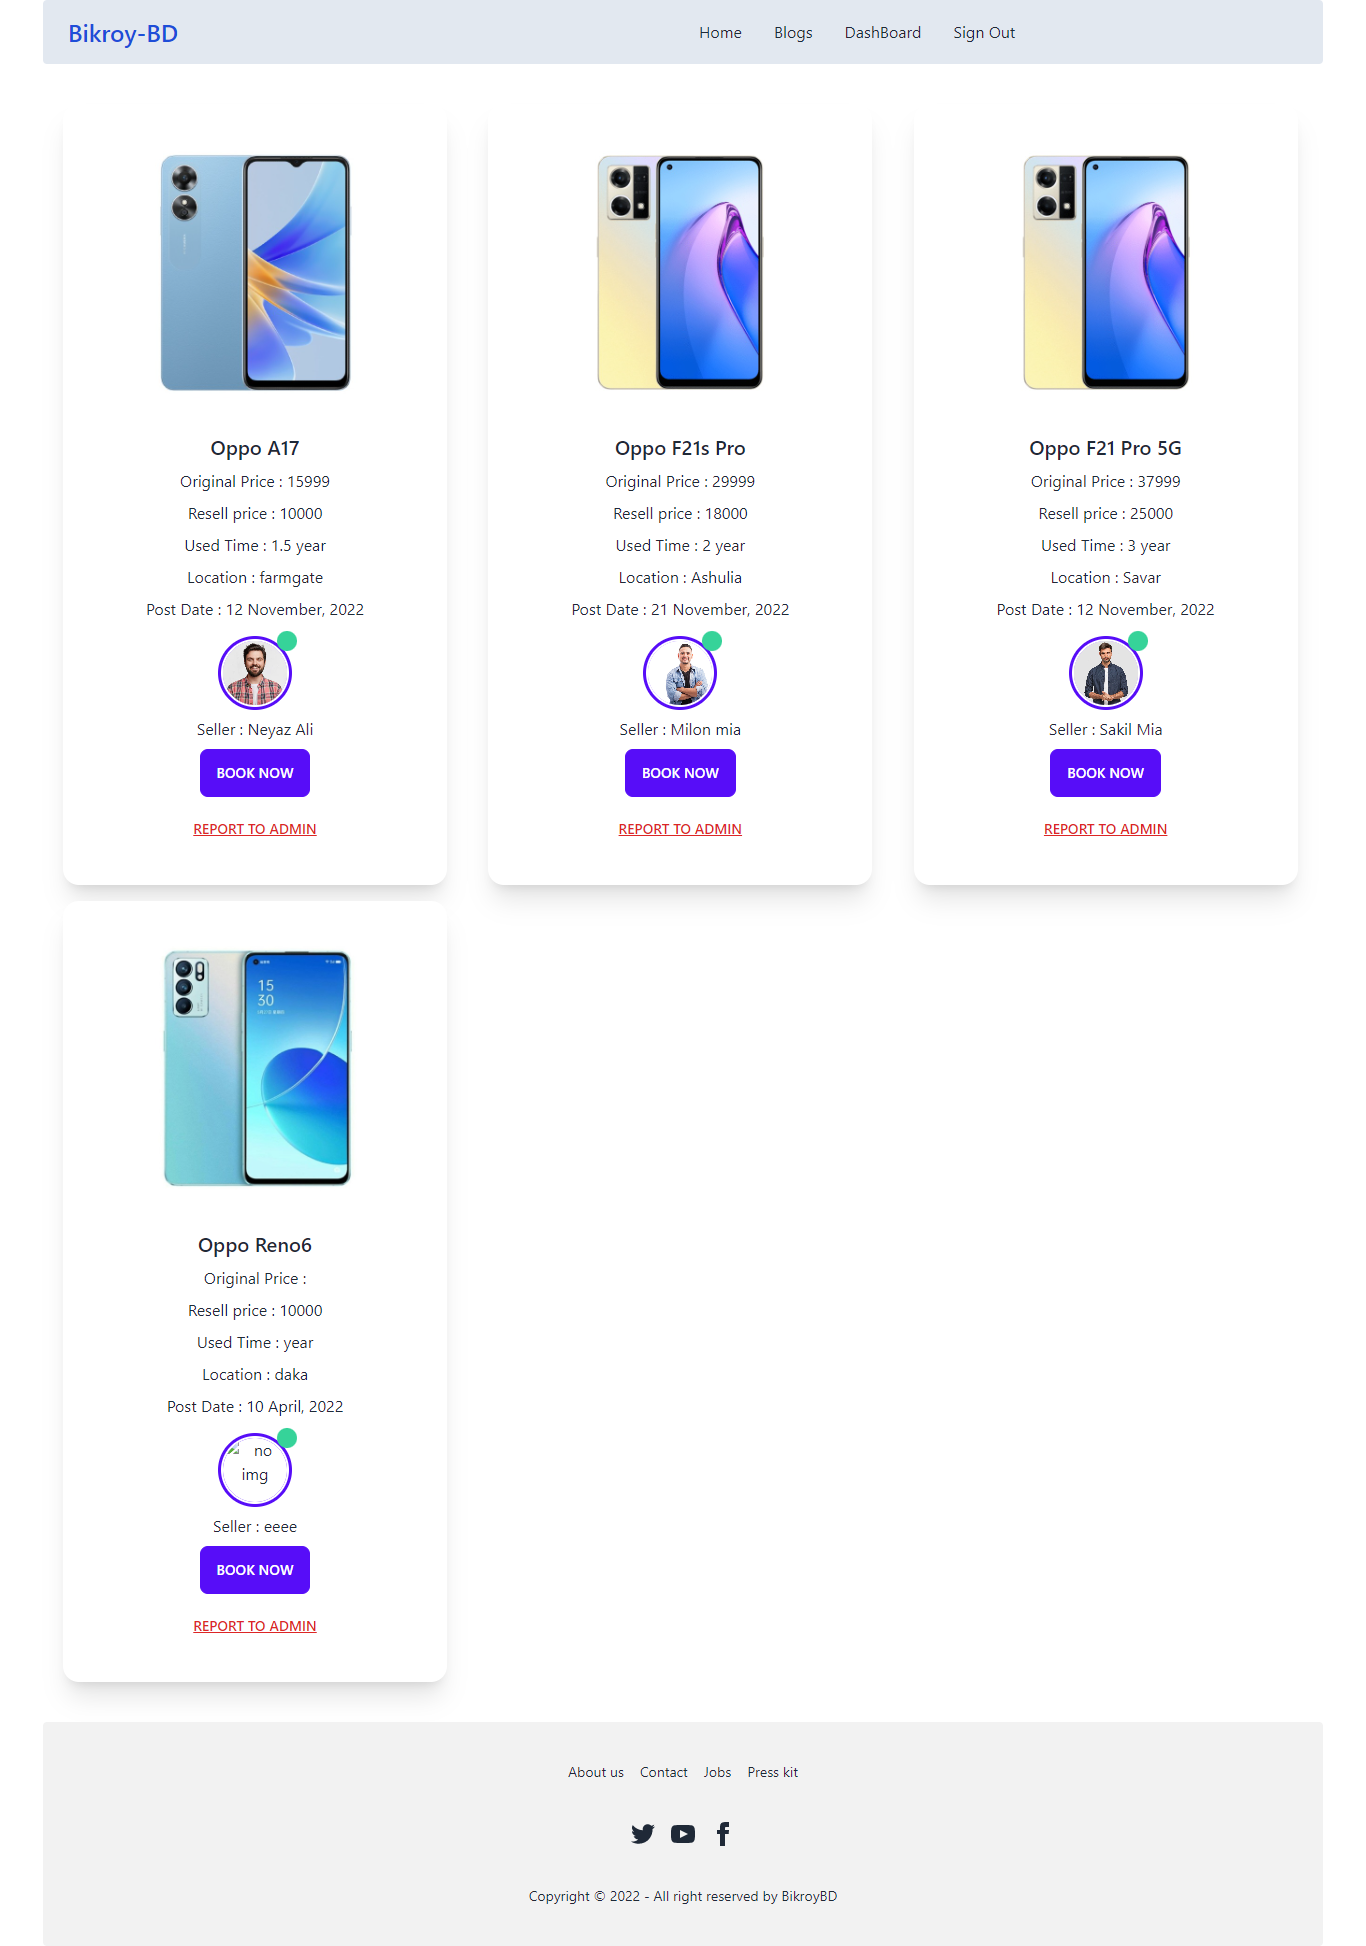 Bikroy-BD
Home Blogs DashBoard Sign Out
Oppo A17
Original Price : 15999
Resell price : 10000
Used Time : 1.5 year
Location : farmgate
Post Date : 12 November, 2022
Seller : Neyaz Ali
BOOK NOW
REPORT TO ADMIN
Oppo F21s Pro
Original Price : 29999
Resell price : 18000
Used Time : 2 year
Location : Ashulia
Post Date : 21 November, 2022
Seller : Milon mia
BOOK NOW
REPORT TO ADMIN
Oppo F21 Pro 5G
Original Price : 37999
Resell price : 25000
Used Time : 3 year
Location : Savar
Post Date : 12 November, 2022
Seller : Sakil Mia
BOOK NOW
REPORT TO ADMIN
15
30
Oppo Reno6
Original Price :
Resell price : 10000
Used Time : year
Location : daka
Post Date : 10 April, 2022
no
img
Seller : eeee
BOOK NOW
REPORT TO ADMIN
About us Contact Jobs Press kit
Copyright © 2022 - All right reserved by BikroyBD